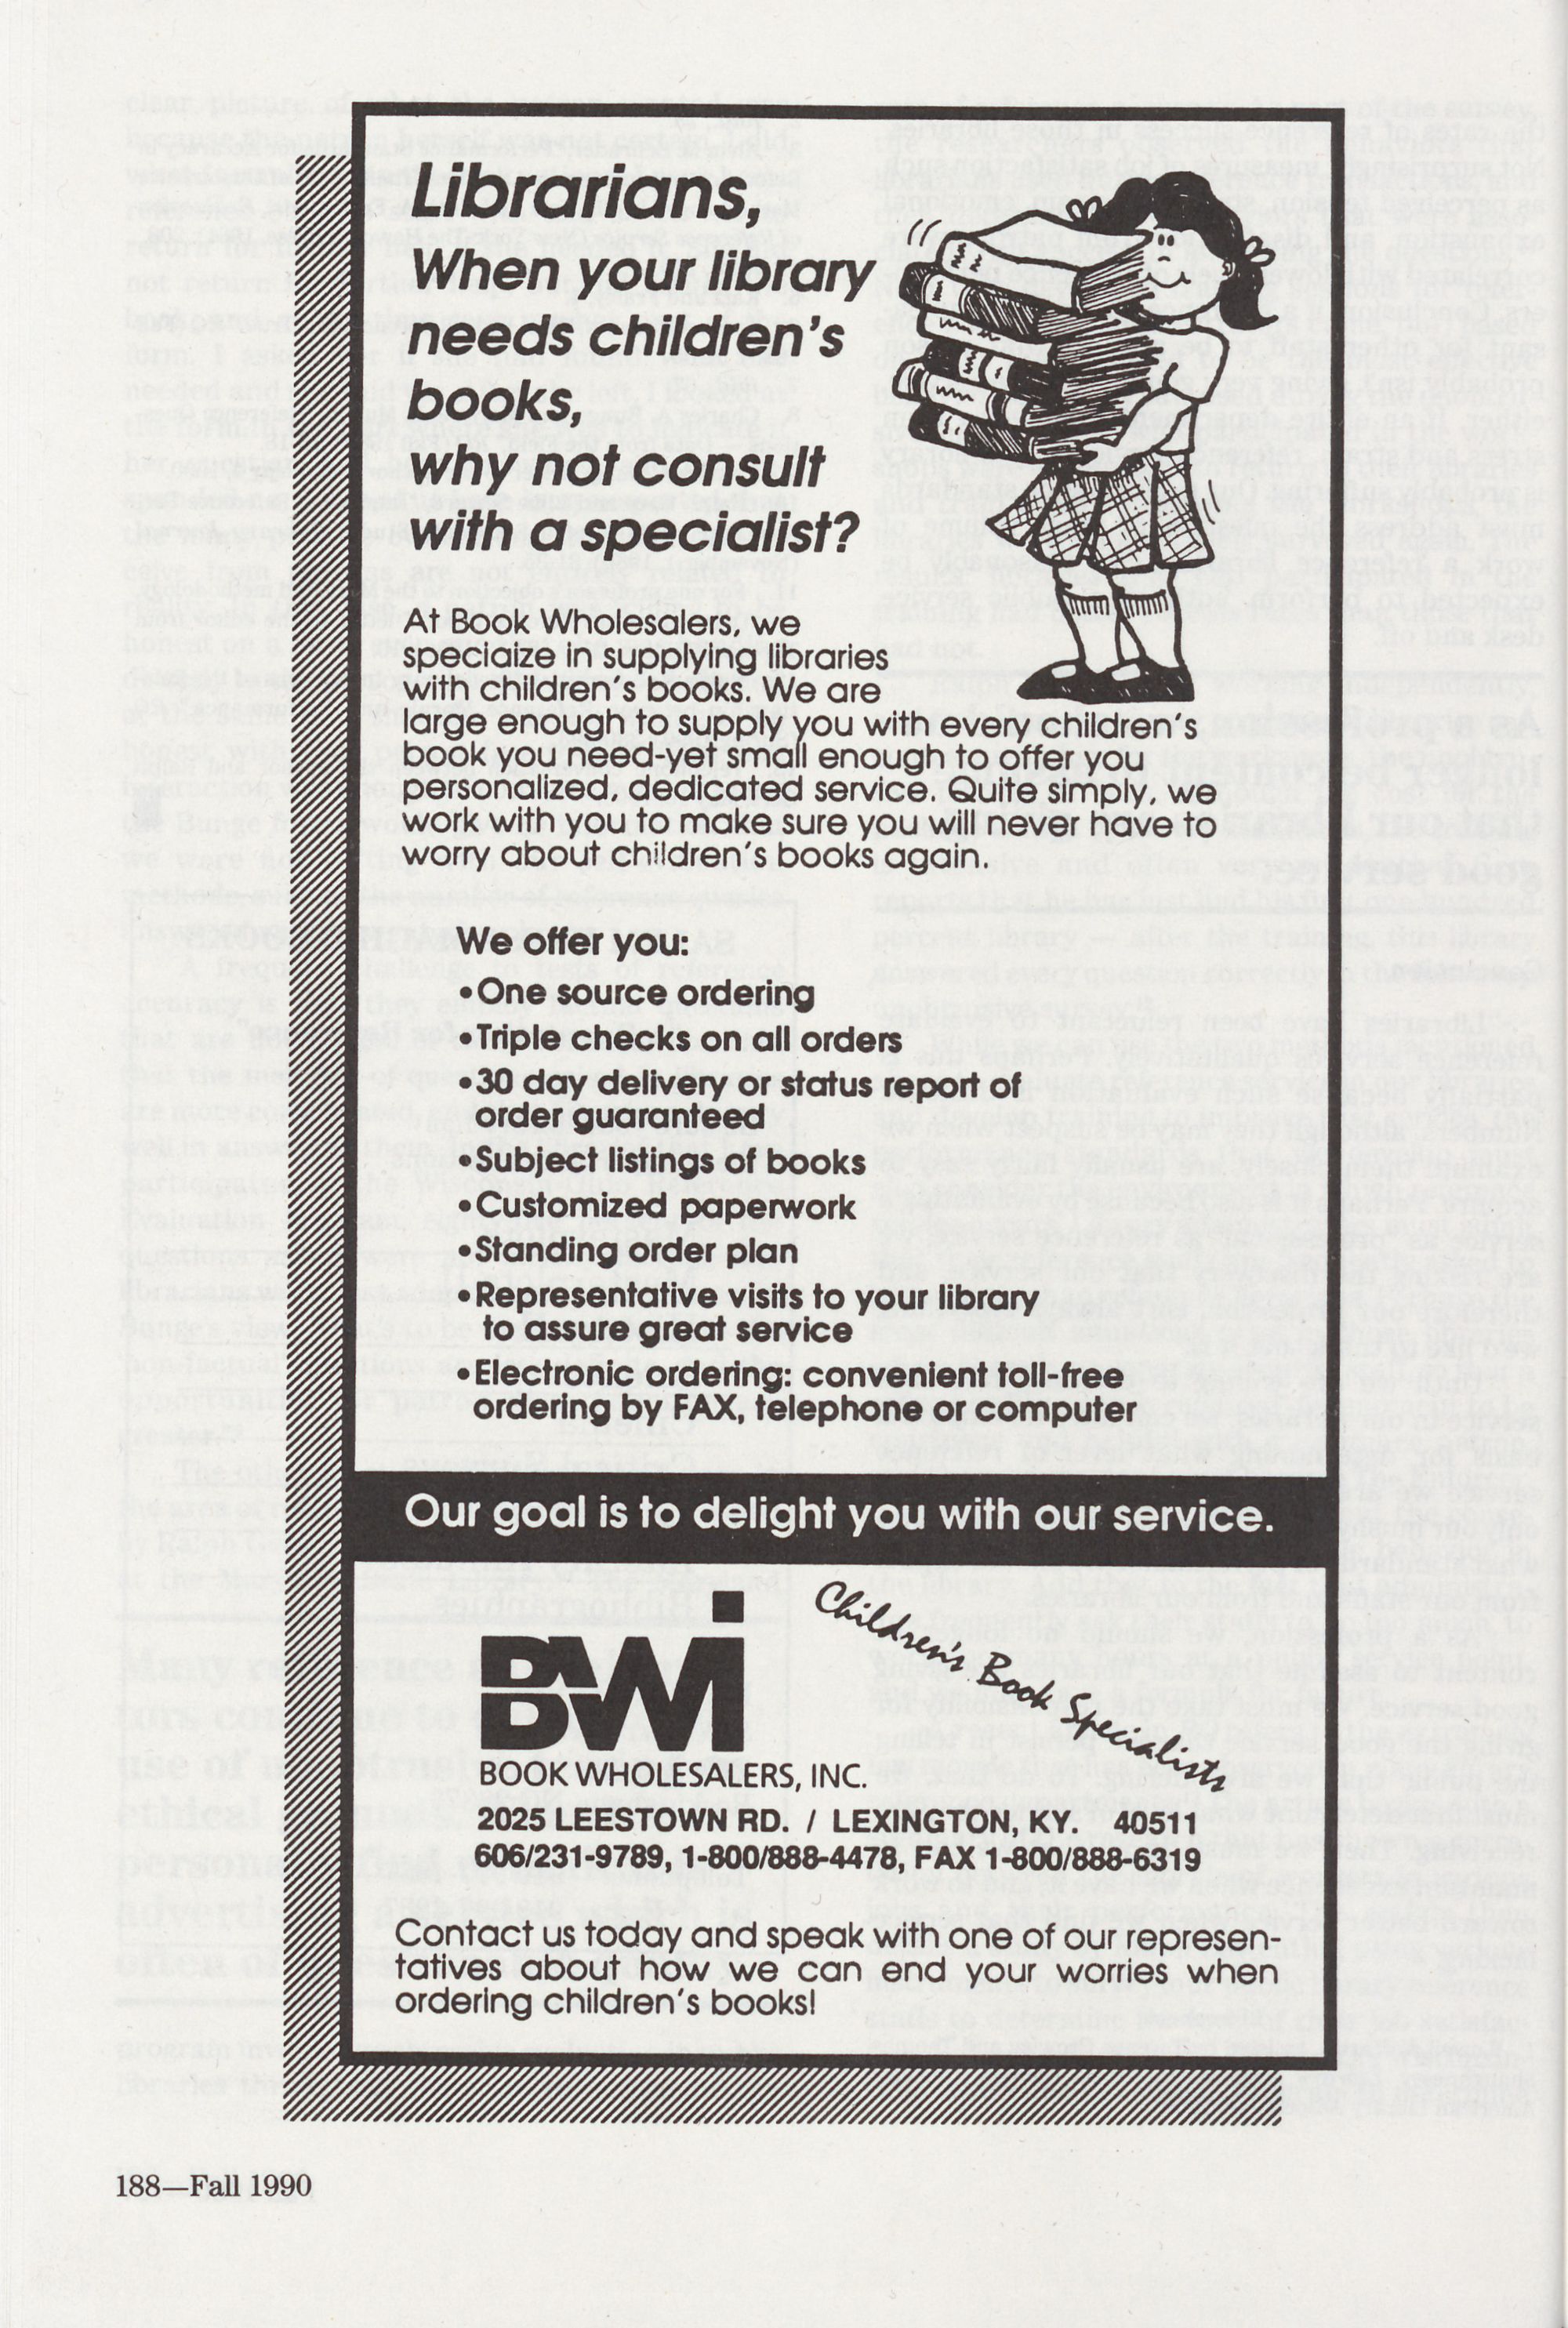 Librarians,
When your library
needs children's
books,
why not consult
with a specialist?
At Book Wholesalers, we
speciaize in supplying libraries
with children's books. We are
large enough to supply you with every children's
book you need-yet small enough to offer you
personalized, dedicated service. Quite simply, we
work with you to make sure you will never have to
worry about children's books again.
We offer you:
•One source ordering
•Triple checks on all orders
•30 day delivery or status report of
order guaranteed
•Subject listings of books
•Customized paperwork
•Standing order plan
•Representative visits to your library
to assure great service
•Electronic ordering: convenient toll-free
ordering by FAX, telephone or computer
Our goal is to delight you with our service.
BWI
Children's Book Specialists
BOOK WHOLESALERS, INC.
2025 LEESTOWN RD. / LEXINGTON, KY. 40511
606/231-9789, 1-800/888-4478, FAX 1-800/888-6319
Contact us today and speak with one of our represen-
tatives about how we can end your worries when
ordering children's books!
188—Fall 1990